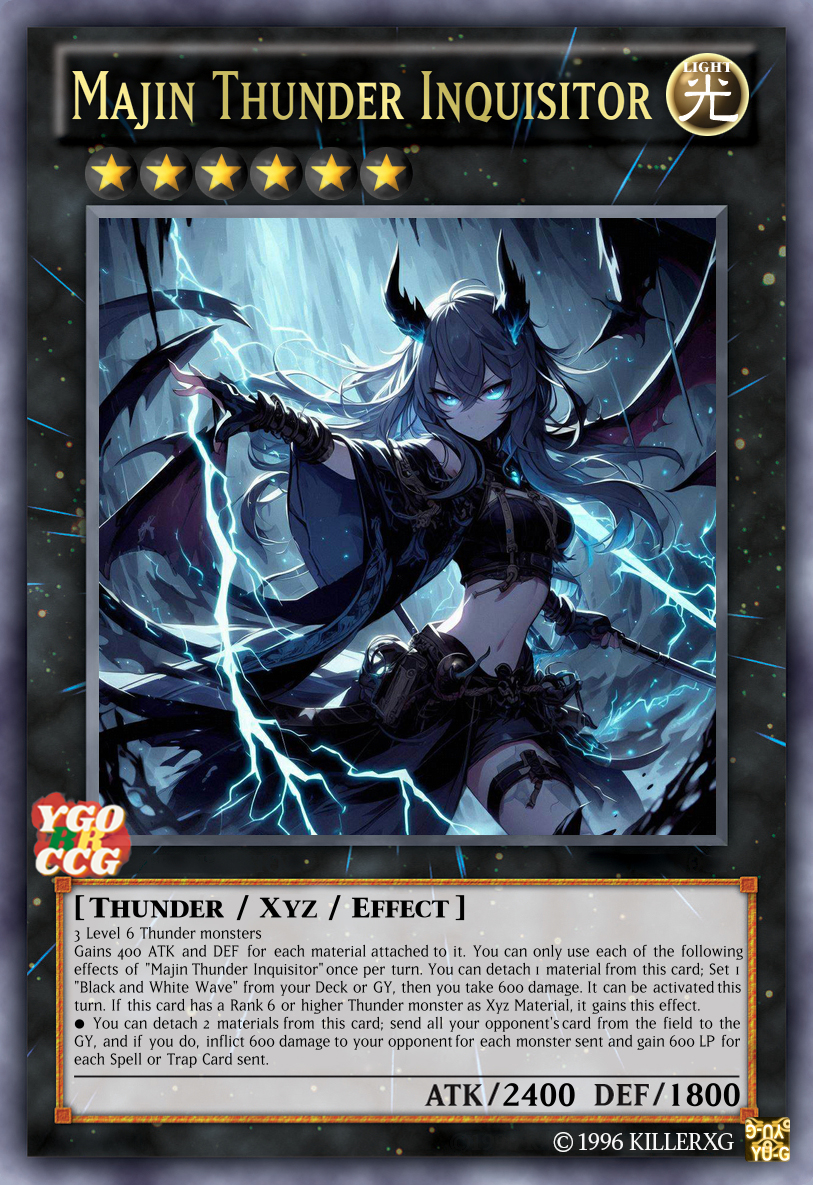 Majin Thunder Inquisitor
LIGHT
光
[ Thunder / Xyz / Effect ]
3 Level 6 Thunder monsters
Gains 400 ATK and DEF for each material attached to it. You can only use each of the following
effects of "Majin Thunder Inquisitor" once per turn. You can detach 1 material from this card; Set 1
"Black and White Wave" from your Deck or GY, then you take 600 damage. It can be activated this
turn. If this card has a Rank 6 or higher Thunder monster as Xyz Material, it gains this effect.
● You can detach 2 materials from this card; send all your opponent's card from the field to the
GY, and if you do, inflict 600 damage to your opponent for each monster sent and gain 600 LP for
each Spell or Trap Card sent.
ATK/2400 DEF/1800
YGO
BR
CCG
© 1996 KILLERXG
YU-G